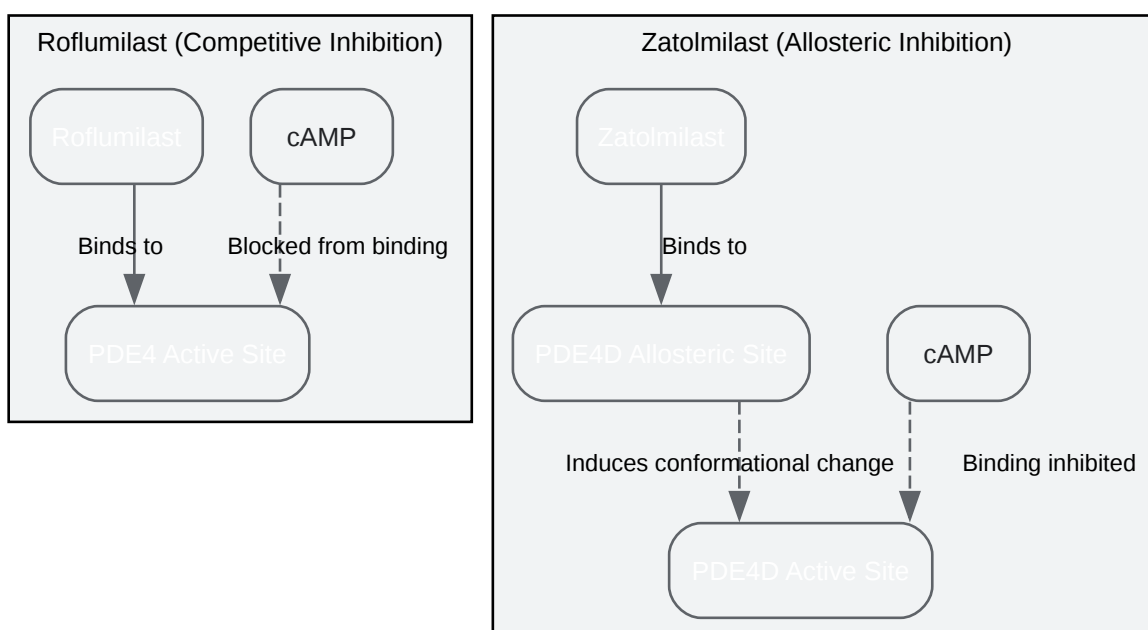 Roflumilast (Competitive Inhibition)
Roflumilast
cAMP
Binds to
Blocked from binding
PDE4 Active Site
Zatolmilast (Allosteric Inhibition)
Zatolmilast
Binds to
PDE4D Allosteric Site
cAMP
Induces conformational change
Binding inhibited
PDE4D Active Site